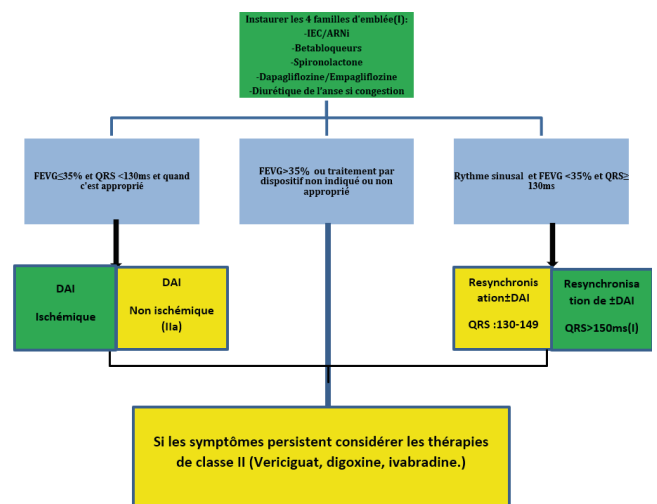 Instaurer les 4 familles d'emblée(I):
-IEC/ARNi
-Betabloqueurs
-Spironolactone
-Dapagliflozine/Empagliflozine
-Diurétique de l'anse si congestion
FEVG≤35% et QRS <130ms et quand
c'est approprié
FEVG>35% ou traitement par
dispositif non indiqué ou non
approprié
Rythme sinusal et FEVG <35% et QRS≥
130ms
DAI
Ischémique
DAI
Non ischémique
(IIa)
Resynchronis
ation±DAI
QRS :130-149
Resynchronisa
tion de ±DAI
QRS>150ms(I)
Si les symptômes persistent considérer les thérapies
de classe II (Vericiguat, digoxine, ivabradine.)